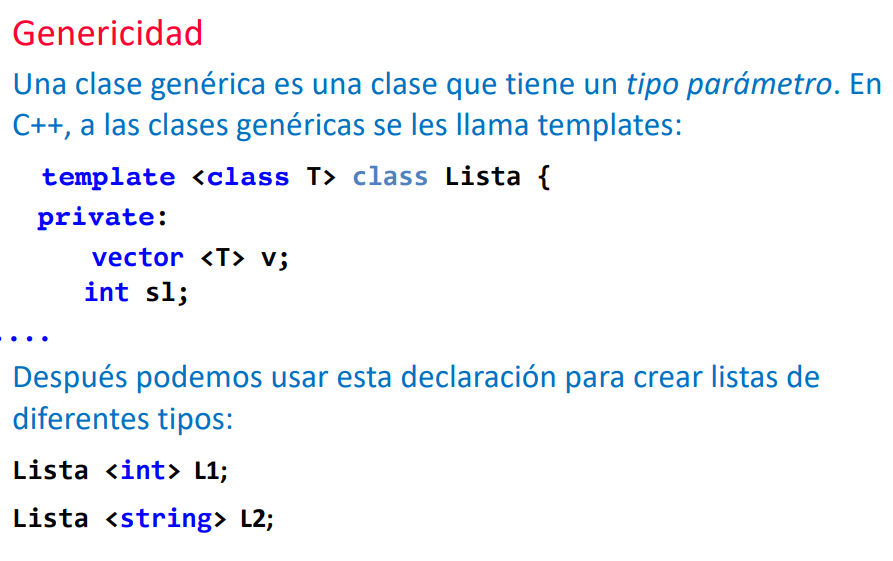 Genericidad
Una clase genérica es una clase que tiene un tipo parámetro. En
C++, a las clases genéricas se les llama templates:
template <class T> class Lista {
private:
vector <T> v;
int sl;
....
Después podemos usar esta declaración para crear listas de
diferentes tipos:
Lista <int> L1;
Lista <string> L2;